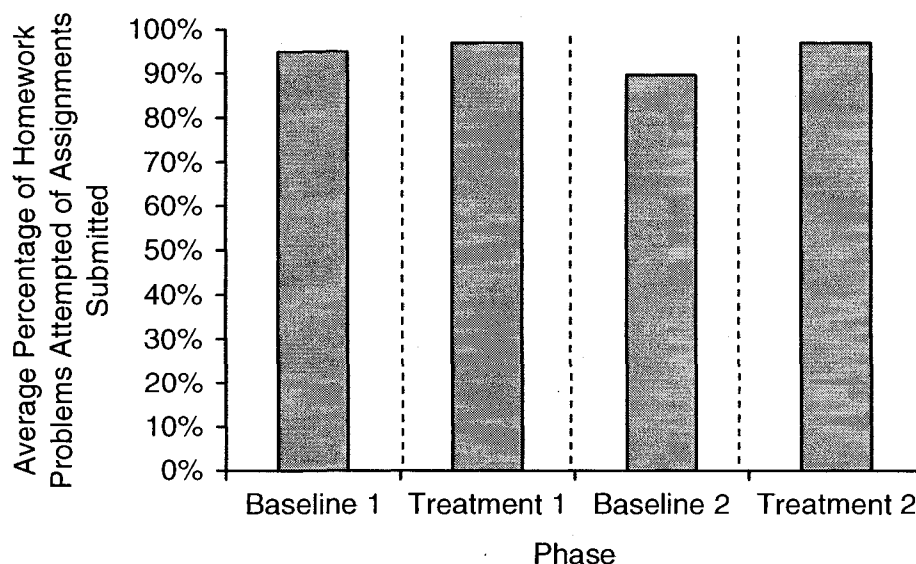 Average Percentage of Homework
Problems Attempted of Assignments
Submitted
100%
90%
80%
70%
60%
50%
40%
30%
20%
10%
0%
Baseline 1 Treatment 1 Baseline 2 Treatment 2
Phase